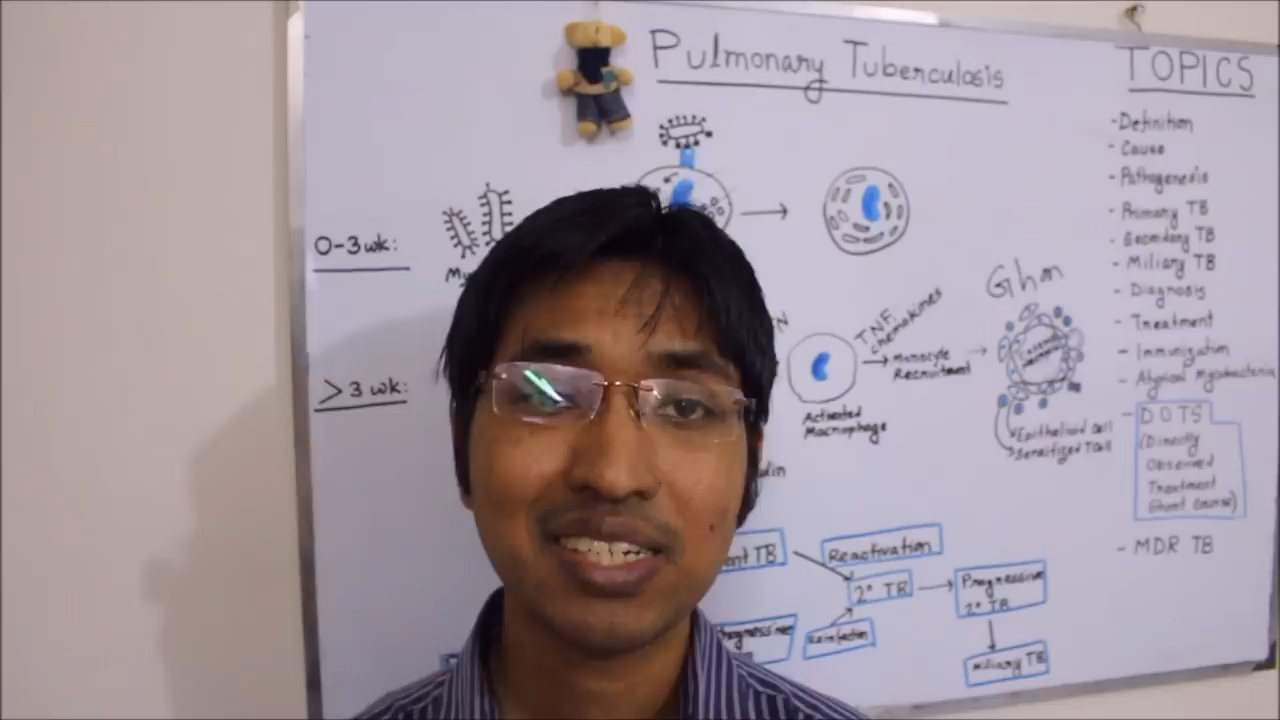 Pulmonary Tuberculosis
TOPICS
- Definition
- Cause
- Pathogenesis
- Primary TB
- Secondary TB
- Miliary TB
- Diagnosis
- Treatment
- Immunization
- Atypical Mycobacteria
- DOTS
(Directly
Observed
Treatment
Short Course)
- MDR TB
0-3 wk:
My
>3 wk:
TNF,
chemokines
Activated
Macrophage
Monocyte
Recruitment
Ghon
Epithelioid cell
Sensitized T Cell
TB
Reactivation
2° TB
Reinfection
Progressive
2° TB
Miliary TB